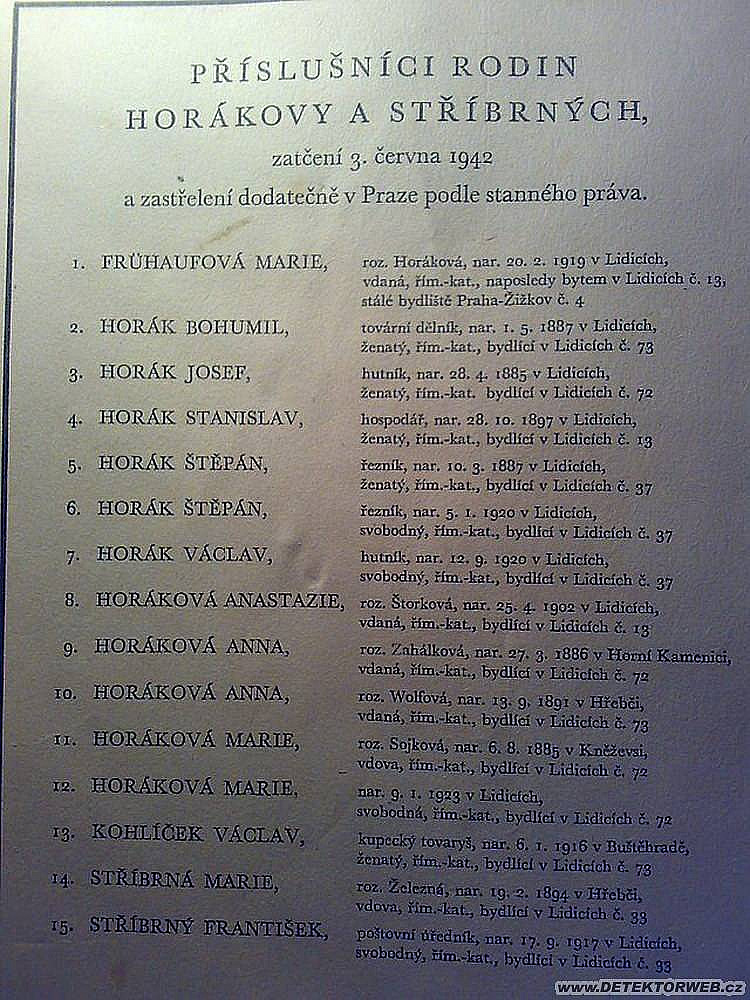 PŘÍSLUŠNÍCI RODIN
HORÁKOVY A STŘÍBRNÝCH,
zatčení 3. června 1942
a zastřelení dodatečně v Praze podle stanného práva.
1. FRÜHAUFOVÁ MARIE, roz. Horáková, nar. 20. 2. 1919 v Lidicích,
vdaná, řím.-kat., naposledy bytem v Lidicích č. 13,
stálé bydliště Praha-Žižkov č. 4
2. HORÁK BOHUMIL, tovární dělník, nar. 1. 5. 1887 v Lidicích,
ženatý, řím.-kat., bydlící v Lidicích č. 73
3. HORÁK JOSEF, hutník, nar. 28. 4. 1885 v Lidicích,
ženatý, řím.-kat. bydlící v Lidicích č. 72
4. HORÁK STANISLAV, hospodář, nar. 28. 10. 1897 v Lidicích,
ženatý, řím.-kat., bydlící v Lidicích č. 13
5. HORÁK ŠTĚPÁN, řezník, nar. 10. 3. 1887 v Lidicích,
ženatý, řím.-kat., bydlící v Lidicích č. 37
6. HORÁK ŠTĚPÁN, řezník, nar. 5. 1. 1920 v Lidicích,
svobodný, řím.-kat., bydlící v Lidicích č. 37
7. HORÁK VÁCLAV, hutník, nar. 12. 9. 1920 v Lidicích,
svobodný, řím.-kat., bydlící v Lidicích č. 37
8. HORÁKOVÁ ANASTAZIE, roz. Štorková, nar. 25. 4. 1902 v Lidicích,
vdaná, řím.-kat., bydlící v Lidicích č. 13
9. HORÁKOVÁ ANNA, roz. Zahálková, nar. 27. 3. 1886 v Horní Kamenici,
vdaná, řím.-kat., bydlící v Lidicích č. 72
10. HORÁKOVÁ ANNA, roz. Wolfová, nar. 13. 9. 1891 v Hřebči,
vdaná, řím.-kat., bydlící v Lidicích č. 73
11. HORÁKOVÁ MARIE, roz. Sojková, nar. 6. 8. 1885 v Kněževsi,
vdova, řím.-kat., bydlící v Lidicích č. 72
12. HORÁKOVÁ MARIE, nar. 9. 1. 1923 v Lidicích,
svobodná, řím.-kat., bydlící v Lidicích č. 72
13. KOHLÍČEK VÁCLAV, kupecký tovaryš, nar. 6. 1. 1916 v Buštěhradě,
ženatý, řím.-kat., bydlící v Lidicích č. 73
14. STŘÍBRNÁ MARIE, roz. Železná, nar. 19. 2. 1894 v Hřebči,
vdova, řím.-kat., bydlící v Lidicích č. 33
15. STŘÍBRNÝ FRANTIŠEK, poštovní úředník, nar. 17. 9. 1917 v Lidicích,
svobodný, řím.-kat., bydlící v Lidicích č. 33
www.DETEKTORWEB.cz